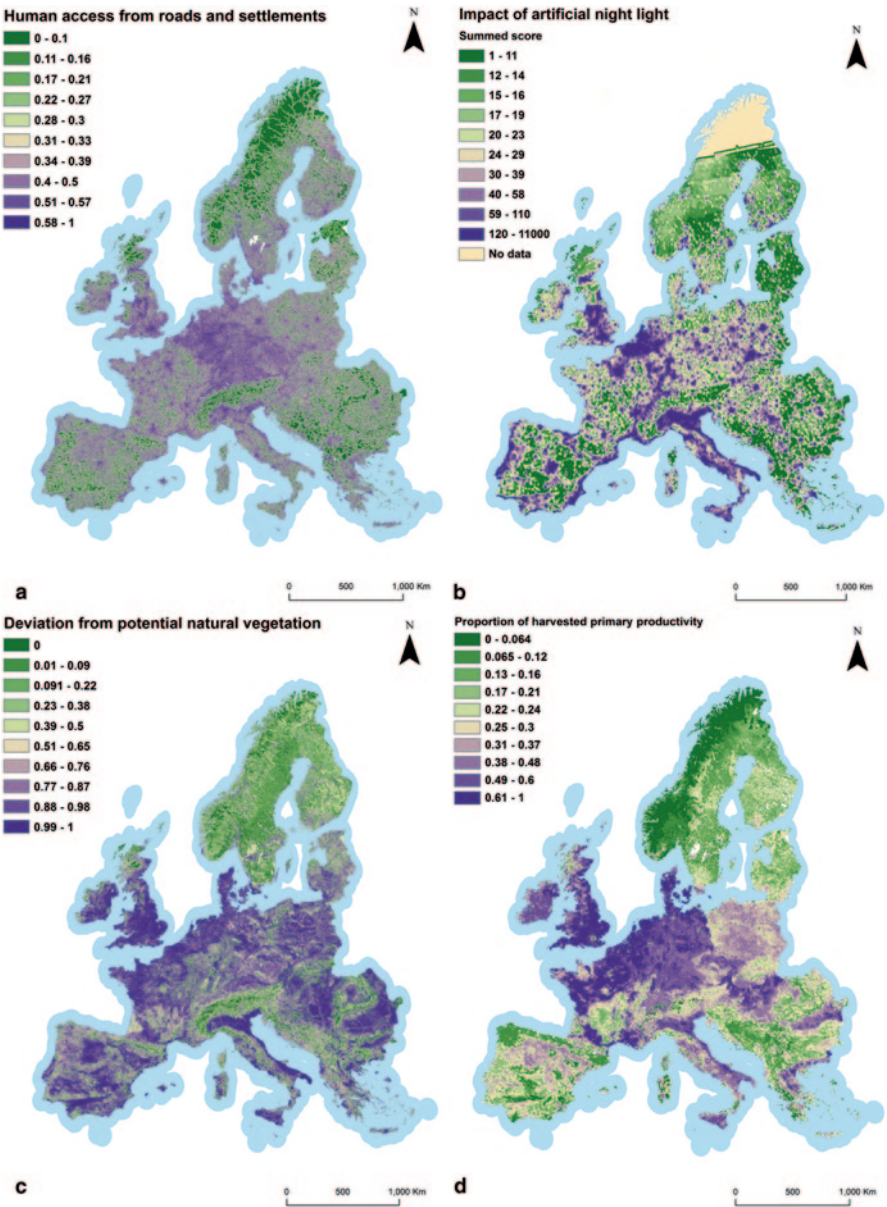 Human access from roads and settlements
0 - 0.1
0.11 - 0.16
0.17 - 0.21
0.22 - 0.27
0.28 - 0.3
0.31 - 0.33
0.34 - 0.39
0.4 - 0.5
0.51 - 0.57
0.58 - 1
N
a
0 500 1,000 Km
Impact of artificial night light
Summed score
1 - 11
12 - 14
15 - 16
17 - 19
20 - 23
24 - 29
30 - 39
40 - 58
59 - 110
120 - 11000
No data
N
b
0 500 1,000 Km
Deviation from potential natural vegetation
0
0.01 - 0.09
0.091 - 0.22
0.23 - 0.38
0.39 - 0.5
0.51 - 0.65
0.66 - 0.76
0.77 - 0.87
0.88 - 0.98
0.99 - 1
N
c
0 500 1,000 Km
Proportion of harvested primary productivity
0 - 0.064
0.065 - 0.12
0.13 - 0.16
0.17 - 0.21
0.22 - 0.24
0.25 - 0.3
0.31 - 0.37
0.38 - 0.48
0.49 - 0.6
0.61 - 1
N
d
0 500 1,000 Km